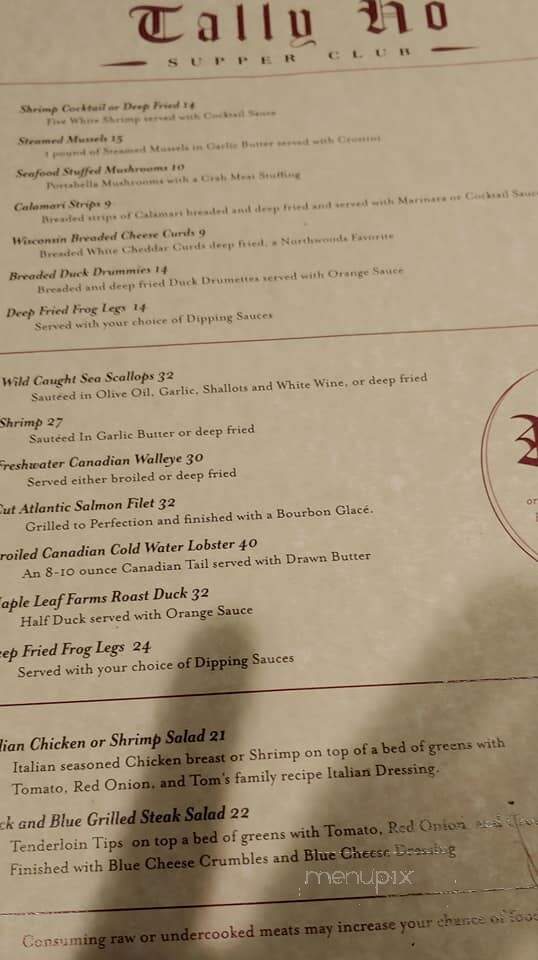 Tally Ho
SUPPER CLUB
Shrimp Cocktail or Deep Fried 14
Five White Shrimp served with Cocktail Sauce
Steamed Mussels 15
1 pound of Steamed Mussels in Garlic Butter served with Crostini
Seafood Stuffed Mushrooms 10
Portabella Mushrooms with a Crab Meat Stuffing
Calamari Strips 9
Breaded strips of Calamari breaded and deep fried and served with Marinara or Cocktail Sauce
Wisconsin Breaded Cheese Curds 9
Breaded White Cheddar Curds deep fried, a Northwoods Favorite
Breaded Duck Drummies 14
Breaded and deep fried Duck Drumettes served with Orange Sauce
Deep Fried Frog Legs 14
Served with your choice of Dipping Sauces
Wild Caught Sea Scallops 32
Sautéed in Olive Oil, Garlic, Shallots and White Wine, or deep fried
Shrimp 27
Sautéed In Garlic Butter or deep fried
Freshwater Canadian Walleye 30
Served either broiled or deep fried
Cut Atlantic Salmon Filet 32
Grilled to Perfection and finished with a Bourbon Glacé.
roiled Canadian Cold Water Lobster 40
An 8-10 ounce Canadian Tail served with Drawn Butter
aple Leaf Farms Roast Duck 32
Half Duck served with Orange Sauce
eep Fried Frog Legs 24
Served with your choice of Dipping Sauces
lian Chicken or Shrimp Salad 21
Italian seasoned Chicken breast or Shrimp on top of a bed of greens with
Tomato, Red Onion, and Tom's family recipe Italian Dressing.
ck and Blue Grilled Steak Salad 22
Tenderloin Tips on top a bed of greens with Tomato, Red Onion and
Finished with Blue Cheese Crumbles and Blue Cheese Dressing
menupix
Consuming raw or undercooked meats may increase your chance of food